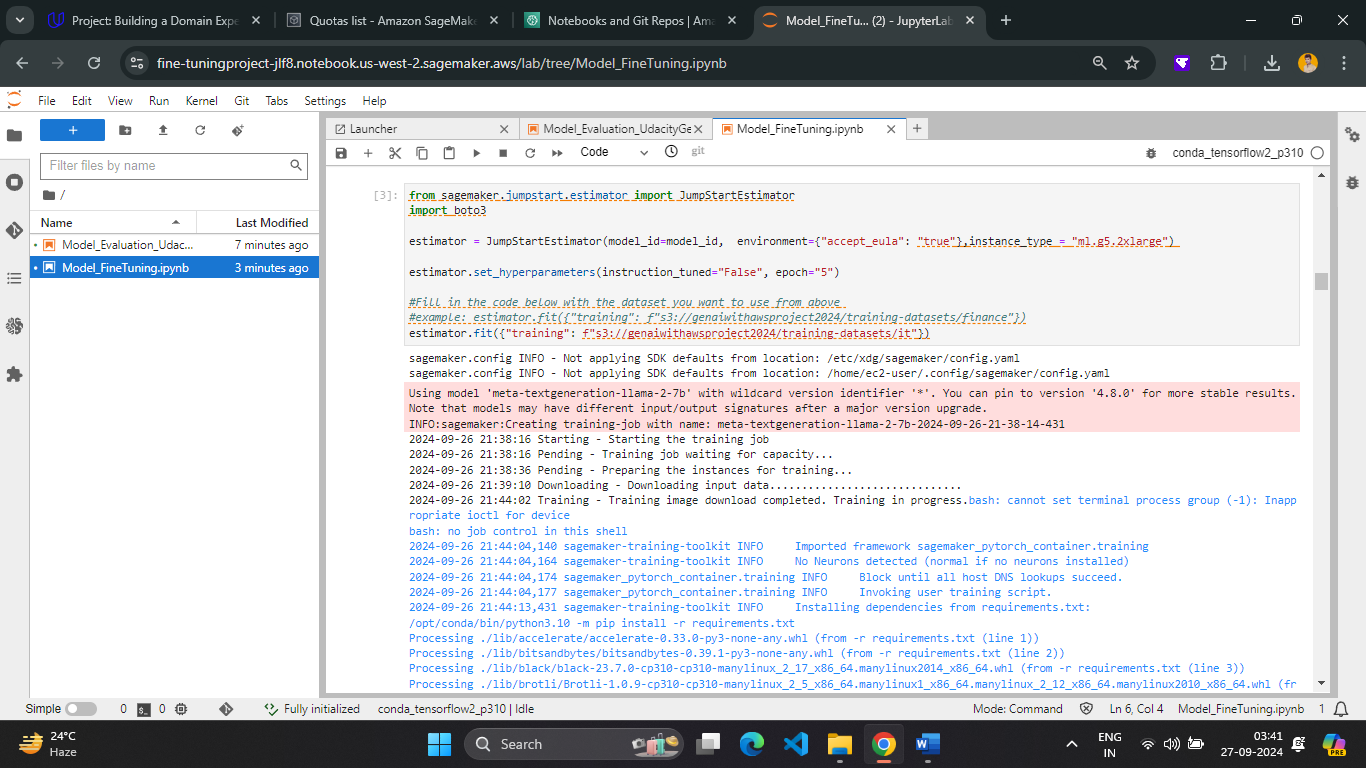 Project: Building a Domain Expe
Quotas list - Amazon SageMake
Notebooks and Git Repos | Ama
Model_FineTu... (2) - JupyterLab
fine-tuningproject-jlf8.notebook.us-west-2.sagemaker.aws/lab/tree/Model_FineTuning.ipynb
File Edit View Run Kernel Git Tabs Settings Help
Launcher
Model_Evaluation_UdacityGe
Model_FineTuning.ipynb
Code
git
conda_tensorflow2_p310
Filter files by name
/
Name Last Modified
Model_Evaluation_Udac... 7 minutes ago
Model_FineTuning.ipynb 3 minutes ago
[3]:
from sagemaker.jumpstart.estimator import JumpStartEstimator
import boto3
estimator = JumpStartEstimator(model_id=model_id,  environment={"accept_eula": "true"},instance_type = "ml.g5.2xlarge")
estimator.set_hyperparameters(instruction_tuned="False", epoch="5")
#Fill in the code below with the dataset you want to use from above
#example: estimator.fit({"training": f"s3://genaiwithawsproject2024/training-datasets/finance"})
estimator.fit({"training": f"s3://genaiwithawsproject2024/training-datasets/it"})
sagemaker.config INFO - Not applying SDK defaults from location: /etc/xdg/sagemaker/config.yaml
sagemaker.config INFO - Not applying SDK defaults from location: /home/ec2-user/.config/sagemaker/config.yaml
Using model 'meta-textgeneration-llama-2-7b' with wildcard version identifier '*'. You can pin to version '4.8.0' for more stable results.
Note that models may have different input/output signatures after a major version upgrade.
INFO:sagemaker:Creating training-job with name: meta-textgeneration-llama-2-7b-2024-09-26-21-38-14-431
2024-09-26 21:38:16 Starting - Starting the training job
2024-09-26 21:38:16 Pending - Training job waiting for capacity...
2024-09-26 21:38:36 Pending - Preparing the instances for training...
2024-09-26 21:39:10 Downloading - Downloading input data..............................
2024-09-26 21:44:02 Training - Training image download completed. Training in progress.bash: cannot set terminal process group (-1): Inapp
ropriate ioctl for device
bash: no job control in this shell
2024-09-26 21:44:04,140 sagemaker-training-toolkit INFO     Imported framework sagemaker_pytorch_container.training
2024-09-26 21:44:04,164 sagemaker-training-toolkit INFO     No Neurons detected (normal if no neurons installed)
2024-09-26 21:44:04,174 sagemaker_pytorch_container.training INFO     Block until all host DNS lookups succeed.
2024-09-26 21:44:04,177 sagemaker_pytorch_container.training INFO     Invoking user training script.
2024-09-26 21:44:13,431 sagemaker-training-toolkit INFO     Installing dependencies from requirements.txt:
/opt/conda/bin/python3.10 -m pip install -r requirements.txt
Processing ./lib/accelerate/accelerate-0.33.0-py3-none-any.whl (from -r requirements.txt (line 1))
Processing ./lib/bitsandbytes/bitsandbytes-0.39.1-py3-none-any.whl (from -r requirements.txt (line 2))
Processing ./lib/black/black-23.7.0-cp310-cp310-manylinux_2_17_x86_64.manylinux2014_x86_64.whl (from -r requirements.txt (line 3))
Processing ./lib/brotli/Brotli-1.0.9-cp310-cp310-manylinux_2_5_x86_64.manylinux1_x86_64.manylinux_2_12_x86_64.manylinux2010_x86_64.whl (fr
Simple 0 0 Fully initialized conda_tensorflow2_p310 | Idle Mode: Command Ln 6, Col 4 Model_FineTuning.ipynb 1
24°C
Haze
Search
ENG
IN
03:41
27-09-2024
PRE